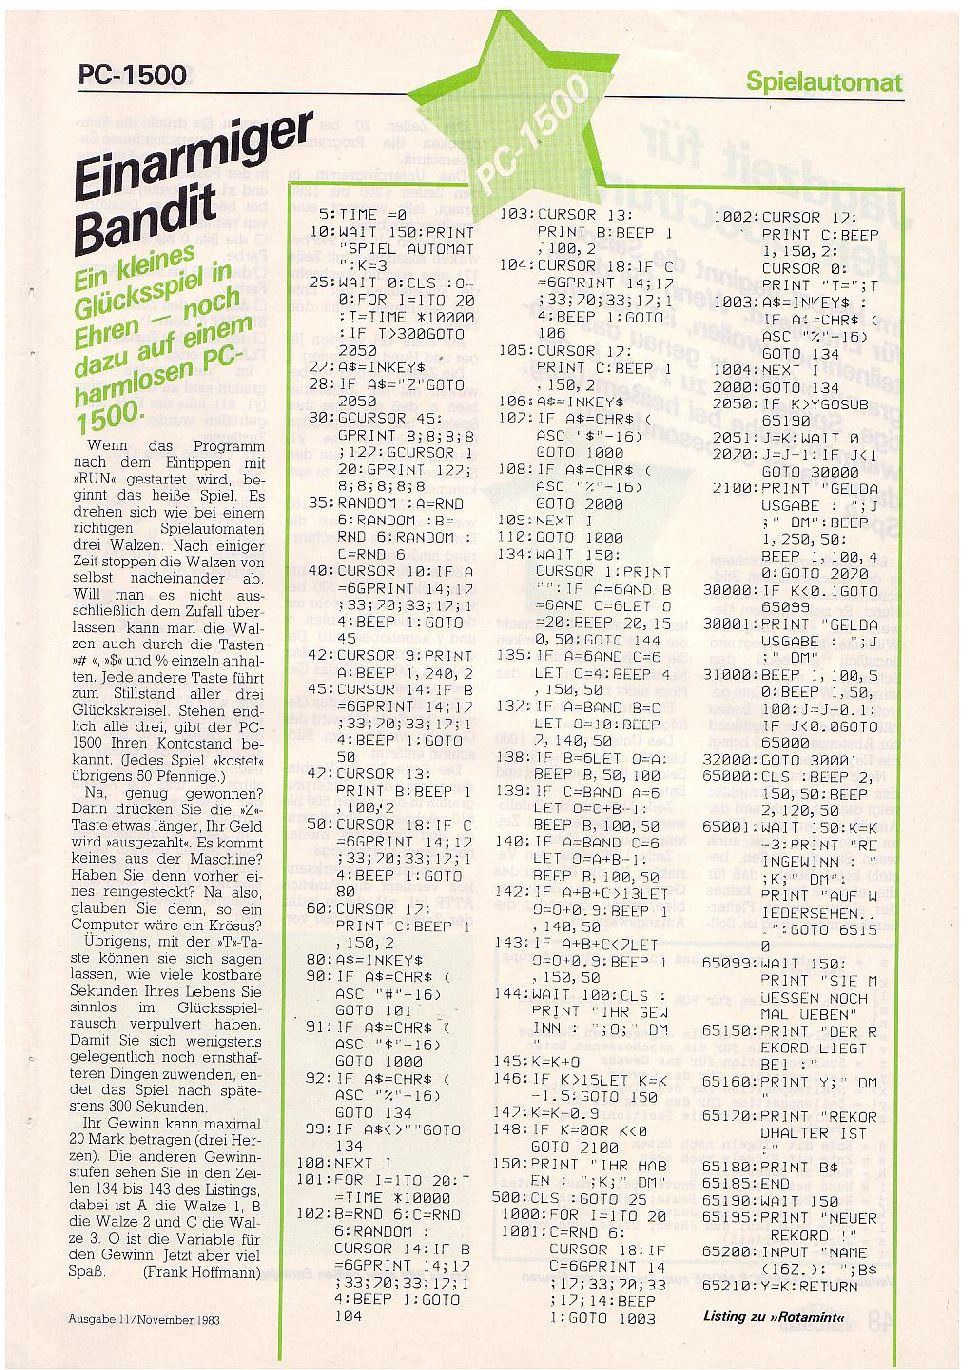 PC-1500
Spielautomat
PC-1500
Einarmiger
Bandit
Ein kleines
Glücksspiel in
Ehren – noch
dazu auf einem
harmlosen PC-
1500.
Wenn das Programm
nach dem Eintippen mit
»RUN« gestartet wird, be-
ginnt das heiße Spiel. Es
drehen sich wie bei einem
richtigen Spielautomaten
drei Walzen. Nach einiger
Zeit stoppen die Walzen von
selbst nacheinander ab.
Will man es nicht aus-
schließlich dem Zufall über-
lassen kann man die Wal-
zen auch durch die Tasten
»# «, »$« und % einzeln anhal-
ten. Jede andere Taste führt
zum Stillstand aller drei
Glückskreisel. Stehen end-
lich alle drei, gibt der PC-
1500 Ihren Kontostand be-
kannt. (Jedes Spiel »kostet«
übrigens 50 Pfennige.)
Na, genug gewonnen?
Dann drücken Sie die »Z«-
Taste etwas länger, Ihr Geld
wird »ausgezahlt«. Es kommt
keines aus der Maschine?
Haben Sie denn vorher ei-
nes reingesteckt? Na also,
glauben Sie denn, so ein
Computer wäre ein Krösus?
Übrigens, mit der »T«-Ta-
ste können sie sich sagen
lassen, wie viele kostbare
Sekunden Ihres Lebens Sie
sinnlos im Glücksspiel-
rausch verpulvert haben.
Damit Sie sich wenigstens
gelegentlich noch ernsthaf-
teren Dingen zuwenden, en-
det das Spiel nach späte-
stens 300 Sekunden.
Ihr Gewinn kann maximal
20 Mark betragen (drei Her-
zen). Die anderen Gewinn-
stufen sehen Sie in den Zei-
len 134 bis 143 des Listings,
dabei ist A die Walze 1, B
die Walze 2 und C die Wal-
ze 3. O ist die Variable für
den Gewinn Jetzt aber viel
Spaß. (Frank Hoffmann)
5:TIME =0
10:WAIT 150:PRINT
"SPIEL AUTOMAT
":K=3
25:WAIT 0:CLS :O=
0:FOR I=1TO 20
:T=TIME *10000
:IF T>300GOTO
2050
27:A$=INKEY$
28:IF A$="Z"GOTO
2053
30:GCURSOR 45:
GPRINT 3;8;3;8
;127:GCURSOR 1
20:GPRINT 127;
8;8;8;8
35:RANDOM :A=RND
6:RANDOM :B=
RND 6:RANDOM :
C=RND 6
40:CURSOR 10:IF A
=6GPRINT 14;17
;33;70;33;17;1
4:BEEP 1:GOTO
45
42:CURSOR 9:PRINT
A:BEEP 1,240,2
45:CURSOR 14:IF B
=6GPRINT 14;17
;33;70;33;17;1
4:BEEP 1:GOTO
50
47:CURSOR 13:
PRINT B:BEEP 1
,100,2
50:CURSOR 18:IF C
=6GPRINT 14;17
;33;70;33;17;1
4:BEEP 1:GOTO
80
60:CURSOR 17:
PRINT C:BEEP 1
,150,2
80:A$=INKEY$
90:IF A$=CHR$ (
ASC "#"-16)
GOTO 101
91:IF A$=CHR$ (
ASC "$"-16)
GOTO 1000
92:IF A$=CHR$ (
ASC "%"-16)
GOTO 134
99:IF A$<>""GOTO
134
100:NEXT I
101:FOR I=1TO 20:T
=TIME *10000
102:B=RND 6:C=RND
6:RANDOM :
CURSOR 14:IF B
=6GPRINT 14;17
;33;70;33;17;1
4:BEEP 1:GOTO
104
103:CURSOR 13:
PRINT B:BEEP 1
,100,2
104:CURSOR 18:IF C
=6GPRINT 14;17
;33;70;33;17;1
4:BEEP 1:GOTO
106
105:CURSOR 17:
PRINT C:BEEP 1
,150,2
106:A$=INKEY$
107:IF A$=CHR$ (
ASC "$"-16)
GOTO 1000
108:IF A$=CHR$ (
ASC "%"-16)
GOTO 2000
109:NEXT I
110:GOTO 1000
134:WAIT 150:
CURSOR 1:PRINT
"":IF A=6AND B
=6AND C=6LET O
=20:BEEP 20,15
0,50:GOTO 144
135:IF A=6AND C=6
LET C=4:BEEP 4
,150,50
137:IF A=BAND B=C
LET O=10:BEEP
7,140,50
138:IF B=6LET O=A:
BEEP B,50,100
139:IF C=BAND A=6
LET O=C+B-1:
BEEP B,100,50
140:IF A=BAND C=6
LET O=A+B-1:
BEEP B,100,50
142:IF A+B+C>13LET
O=O+0.9:BEEP 1
,140,50
143:IF A+B+C<7LET
O=O+0.9:BEEP 1
,150,50
144:WAIT 100:CLS :
PRINT "IHR GEW
INN : ";O;" DM
"
145:K=K+O
146:IF K>15LET K=K
-1.5:GOTO 150
147:K=K-0.9
148:IF K=0OR K<0
GOTO 2100
150:PRINT "IHR HAB
EN : ";K;" DM"
500:CLS :GOTO 25
1000:FOR I=1TO 20
1001:C=RND 6:
CURSOR 18:IF
C=6GPRINT 14
;17;33;70;33
;17;14:BEEP
1:GOTO 1003
1002:CURSOR 17:
PRINT C:BEEP
1,150,2:
CURSOR 0:
PRINT "T=";T
1003:A$=INKEY$ :
IF A$=CHR$ (
ASC "%"-16)
GOTO 134
1004:NEXT I
2000:GOTO 134
2050:IF K>YGOSUB
65190
2051:J=K:WAIT 0
2070:J=J-1:IF J<1
GOTO 30000
2100:PRINT "GELDA
USGABE : ";J
;" DM":BEEP
1,250,50:
BEEP 1,100,4
0:GOTO 2070
30000:IF K<0.1GOTO
65099
30001:PRINT "GELDA
USGABE : ";J
;" DM"
31000:BEEP 1,100,5
0:BEEP 1,50,
100:J=J-0.1:
IF J<0.0GOTO
65000
32000:GOTO 30001
65000:CLS :BEEP 2,
150,50:BEEP
2,120,50
65001:WAIT 150:K=K
-3:PRINT "RE
INGEWINN : "
;K;" DM":
PRINT "AUF W
IEDERSEHEN..
.":GOTO 6515
0
65099:WAIT 150:
PRINT "SIE M
UESSEN NOCH
MAL UEBEN"
65150:PRINT "DER R
EKORD LIEGT
BEI :"
65160:PRINT Y;" DM
"
65170:PRINT "REKOR
DHALTER IST
:"
65180:PRINT B$
65185:END
65190:WAIT 150
65195:PRINT "NEUER
REKORD !"
65200:INPUT "NAME
(16Z.): ";B$
65210:Y=K:RETURN
Listing zu »Rotamint«
Ausgabe 11/November 1983